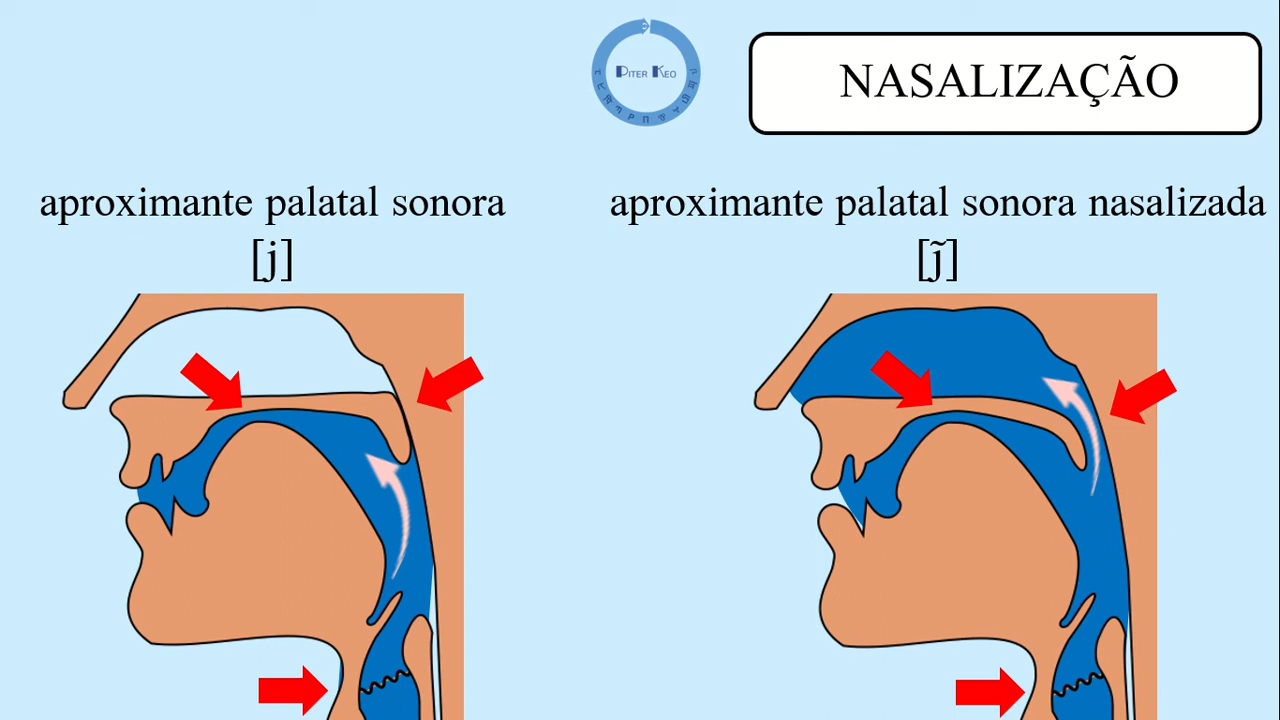 PITER KEO
NASALIZAÇÃO
aproximante palatal sonora
[j]
aproximante palatal sonora nasalizada
[j̃]